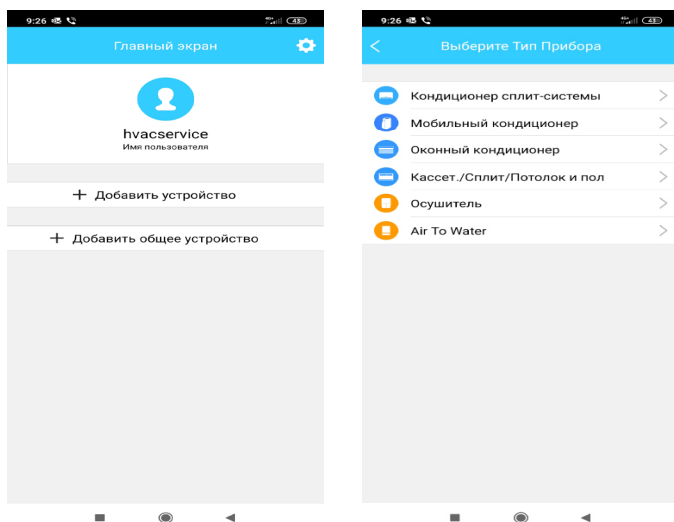 9:26
43
Главный экран
hvacservice
Имя пользователя
+ Добавить устройство
+ Добавить общее устройство
9:26
43
Выберите Тип Прибора
Кондиционер сплит-системы
Мобильный кондиционер
Оконный кондиционер
Кассет./Сплит/Потолок и пол
Осушитель
Air To Water